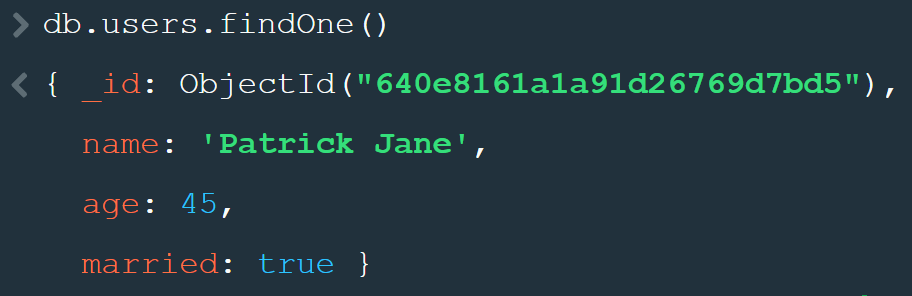 > db.users.findOne()
< { _id: ObjectId("640e8161a1a91d26769d7bd5"),
name: 'Patrick Jane',
age: 45,
married: true }